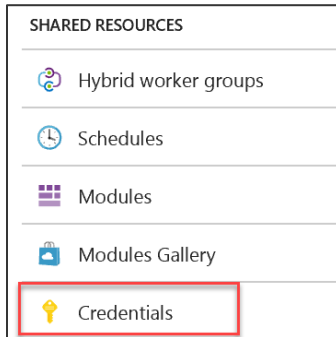 SHARED RESOURCES
Hybrid worker groups
Schedules
Modules
Modules Gallery
Credentials